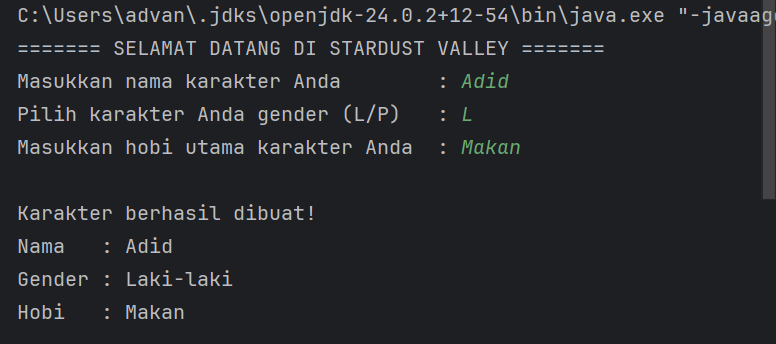 C:\Users\advan\.jdks\openjdk-24.0.2+12-54\bin\java.exe "-javaag
======= SELAMAT DATANG DI STARDUST VALLEY =======
Masukkan nama karakter Anda        : Adid
Pilih karakter Anda gender (L/P)   : L
Masukkan hobi utama karakter Anda  : Makan
Karakter berhasil dibuat!
Nama   : Adid
Gender : Laki-laki
Hobi   : Makan